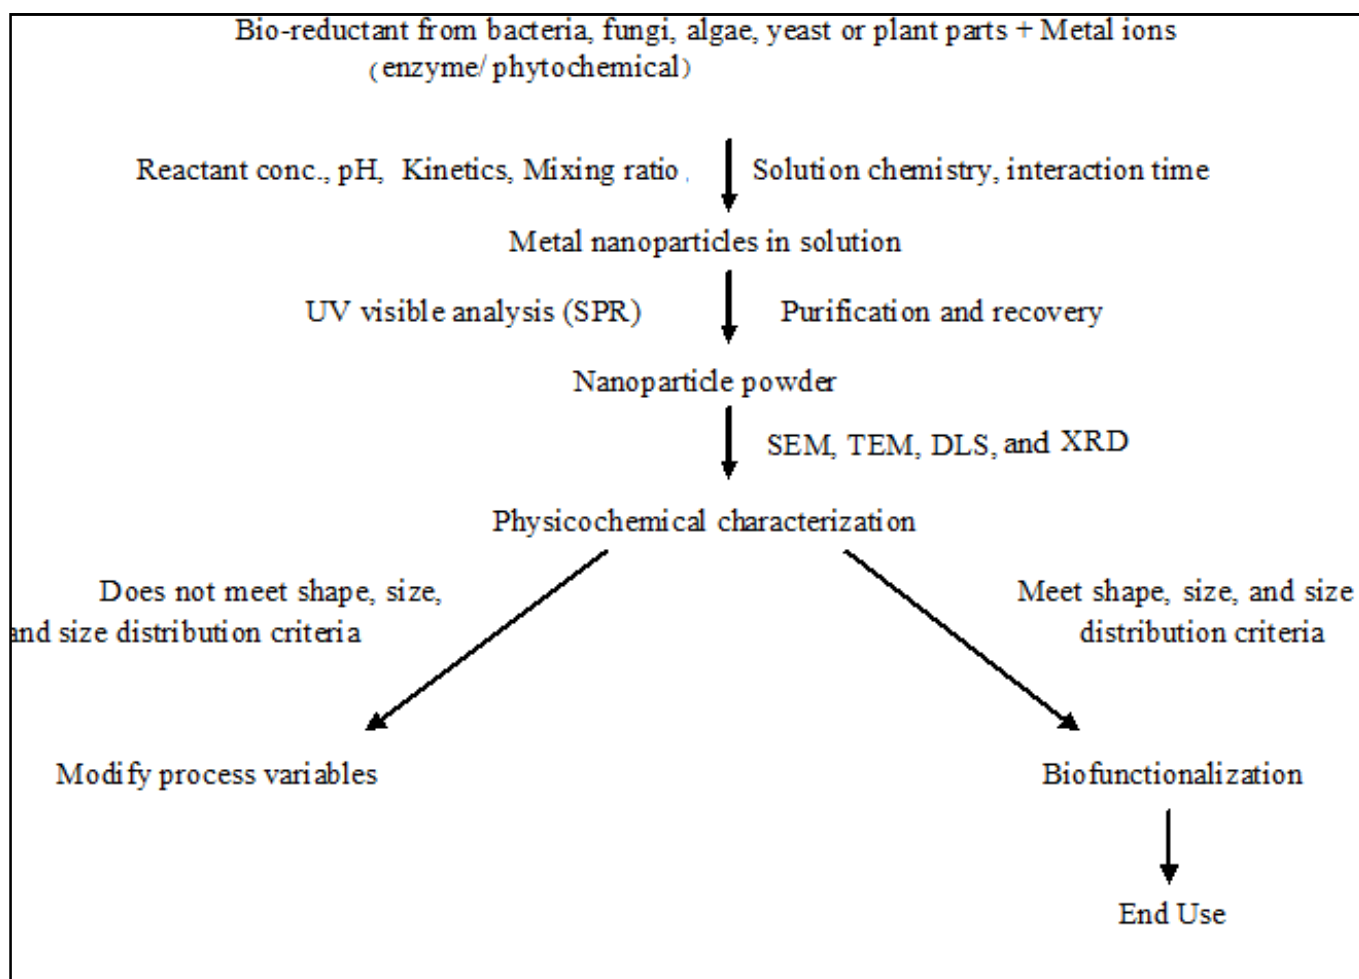 Bio-reductant from bacteria, fungi, algae, yeast or plant parts + Metal ions
(enzyme/ phytochemical)
Reactant conc., pH, Kinetics, Mixing ratio. Solution chemistry, interaction time
Metal nanoparticles in solution
UV visible analysis (SPR) Purification and recovery
Nanoparticle powder
SEM, TEM, DLS, and XRD
Physicochemical characterization
Does not meet shape, size,
and size distribution criteria
Meet shape, size, and size
distribution criteria
Modify process variables
Biofunctionalization
End Use